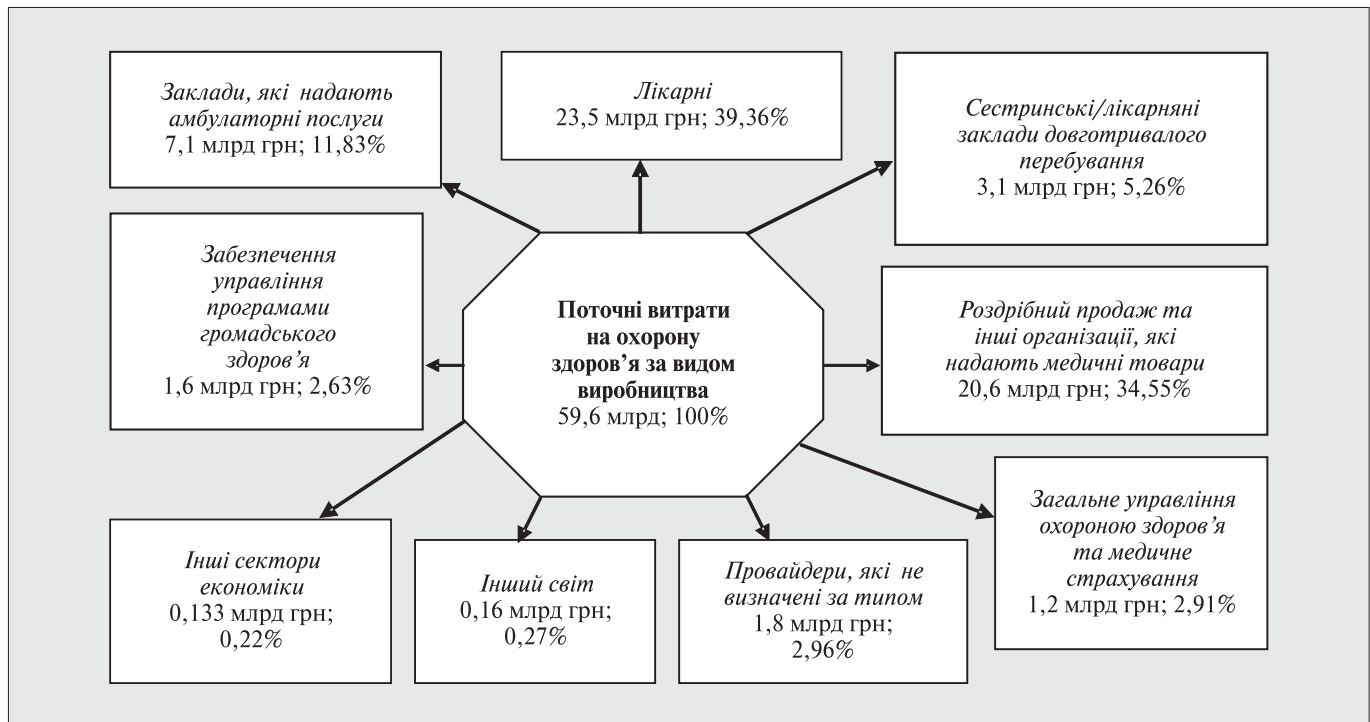 Заклади, які надають
амбулаторні послуги
7,1 млрд грн; 11,83%
Лікарні
23,5 млрд грн; 39,36%
Сестринські/лікарняні
заклади довготривалого
перебування
3,1 млрд грн; 5,26%
Забезпечення
управління
програмами
громадського
здоров’я
1,6 млрд грн; 2,63%
Поточні витрати
на охорону
здоров’я за видом
виробництва
59,6 млрд; 100%
Роздрібний продаж та
інші організації, які
надають медичні товари
20,6 млрд грн; 34,55%
Загальне управління
охороною здоров’я
та медичне
страхування
1,2 млрд грн; 2,91%
Інші сектори
економіки
0,133 млрд грн;
0,22%
Інший світ
0,16 млрд грн;
0,27%
Провайдери, які не
визначені за типом
1,8 млрд грн;
2,96%